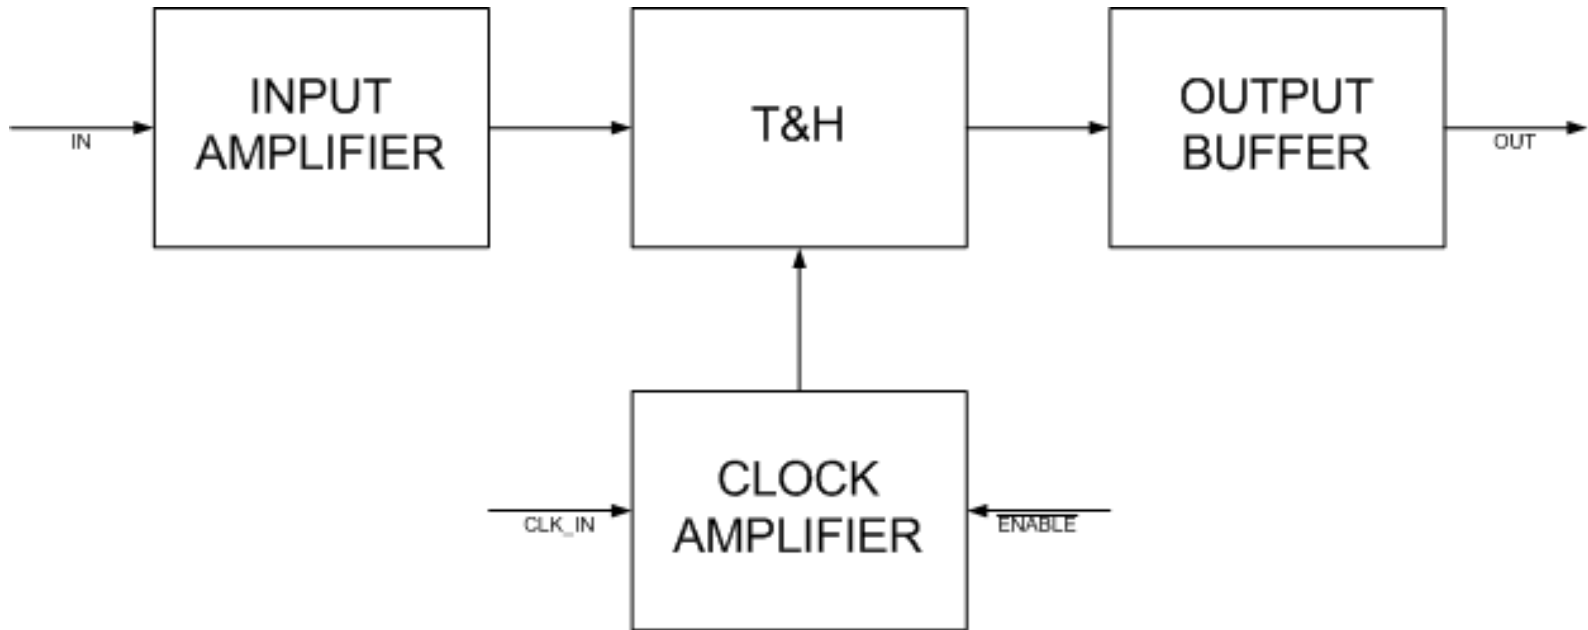 INPUT
AMPLIFIER
T&H
OUTPUT
BUFFER
IN
OUT
CLOCK
AMPLIFIER
CLK_IN
ENABLE